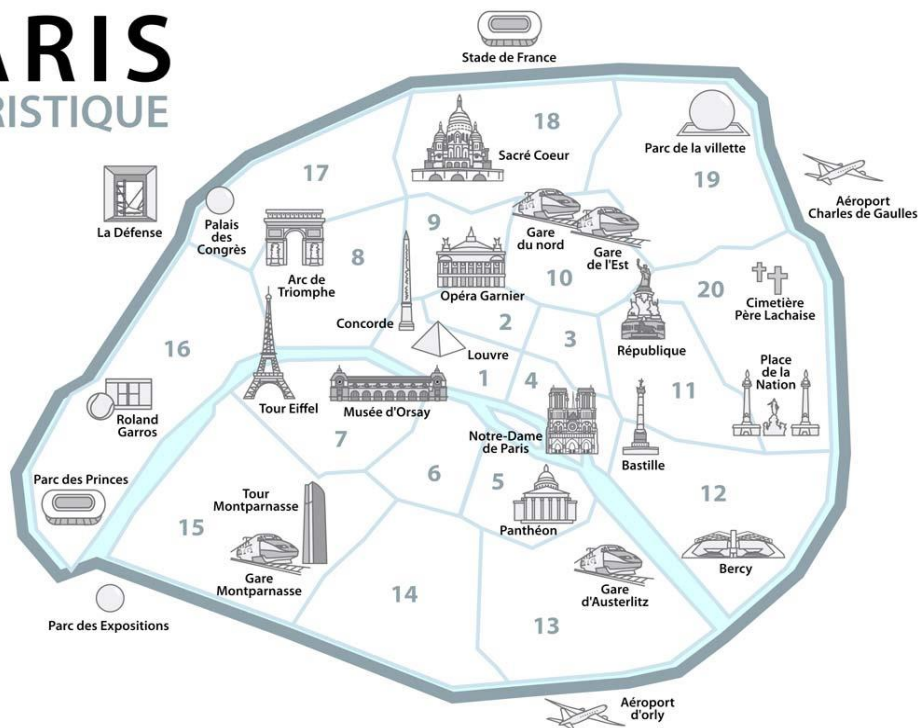 ARIS
RISTIQUE
Stade de France
18
Sacré Coeur
Parc de la villette
19
17
La Défense
Palais
des
Congrès
Aéroport
Charles de Gaulles
9
Gare
du nord
Gare
de l'Est
8
Arc de
Triomphe
Opéra Garnier
10
20
Cimetière
Père Lachaise
Concorde
2
3
République
Louvre
16
1
4
11
Place
de la
Nation
Roland
Garros
Tour Eiffel
Musée d'Orsay
7
Notre-Dame
de Paris
Bastille
Parc des Princes
6
5
12
Tour
Montparnasse
15
Panthéon
Bercy
Gare
Montparnasse
14
Gare
d'Austerlitz
13
Parc des Expositions
Aéroport
d'orly